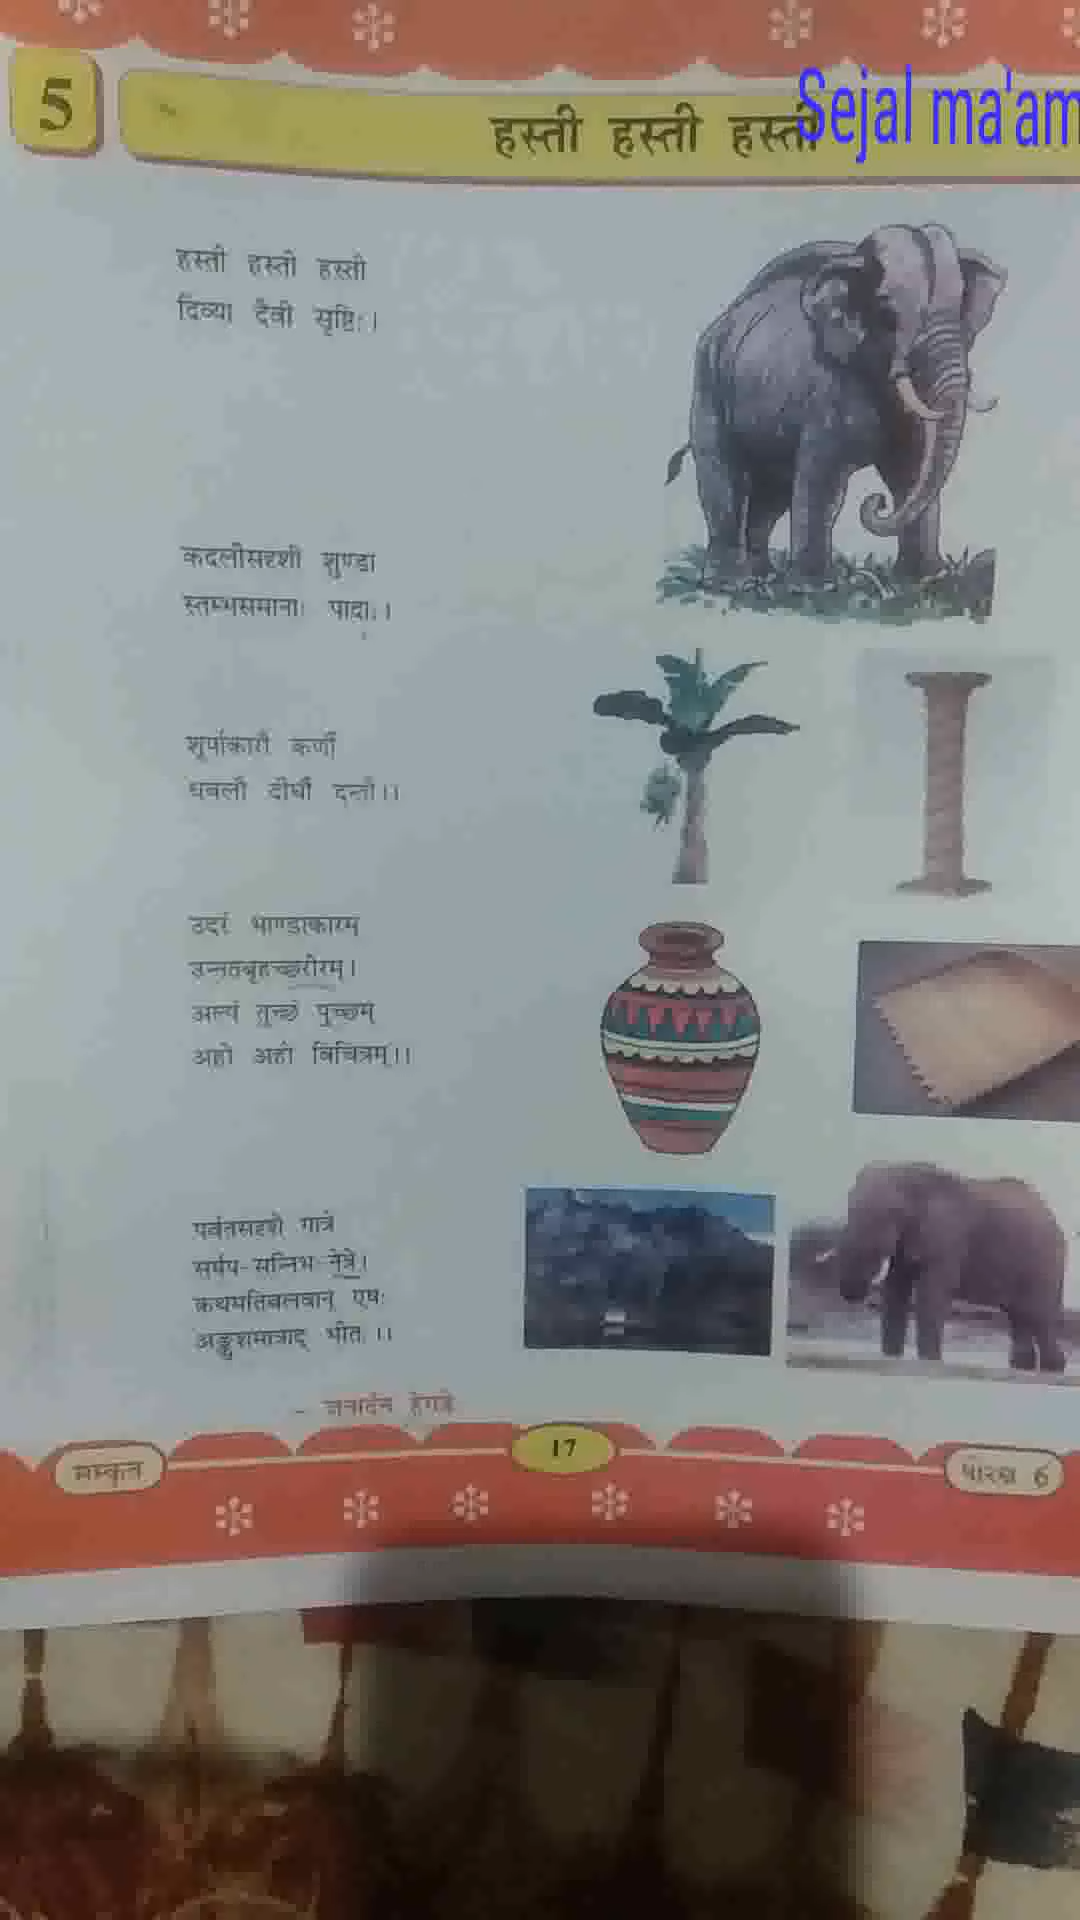 5
हस्ती हस्ती हस्ती
Sejal ma'am
हस्ती हस्ती हस्ती
दिव्या दैवी सृष्टिः।
कदलीसदृशी शुण्डा
स्तम्भसमानाः पादाः।
शूर्पाकारौ कर्णौ
धवलौ दीर्घौ दन्तौ।।
उदरं भाण्डाकारम्
उन्नतबृहच्छरीरम्।
अल्पं तुच्छं पुच्छम्
अहो अहो विचित्रम्।।
पर्वतसदृशे गात्रे
सर्षप-सन्निभ-नेत्रे।
कथमतिबलवान् एषः
अङ्कुशमात्राद् भीतः।।
– जनार्दन हेगडे
संस्कृत
17
धोरण 6